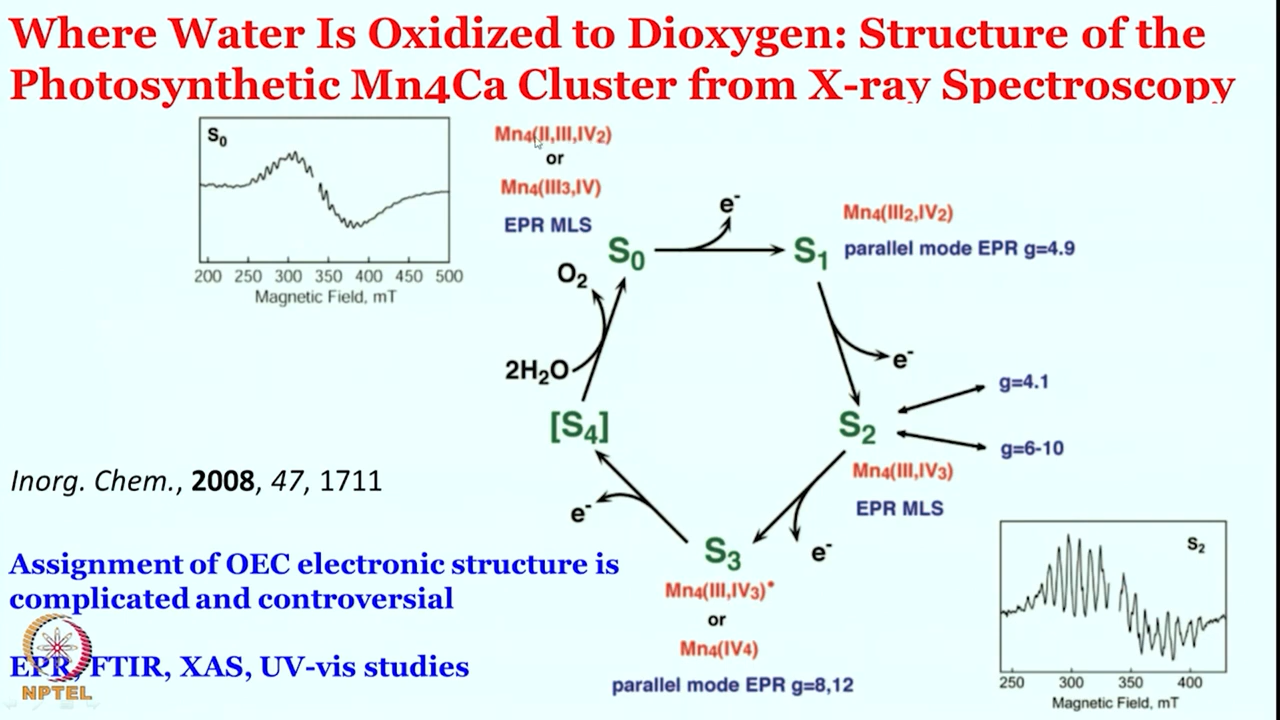 Where Water Is Oxidized to Dioxygen: Structure of the
Photosynthetic Mn4Ca Cluster from X-ray Spectroscopy
S₀
200 250 300 350 400 450 500
Magnetic Field, mT
Mn₄(II,III,IV₂)
or
Mn₄(III₃,IV)
EPR MLS
S₀
e⁻
S₁
Mn₄(III₂,IV₂)
parallel mode EPR g=4.9
O₂
2H₂O
[S₄]
e⁻
S₂
g=4.1
g=6-10
Mn₄(III,IV₃)
EPR MLS
e⁻
S₃
e⁻
Mn₄(III,IV₃)*
or
Mn₄(IV₄)
parallel mode EPR g=8,12
S₂
250 300 350 400
Magnetic Field, mT
Inorg. Chem., 2008, 47, 1711
Assignment of OEC electronic structure is
complicated and controversial
EPR, FTIR, XAS, UV-vis studies
NPTEL